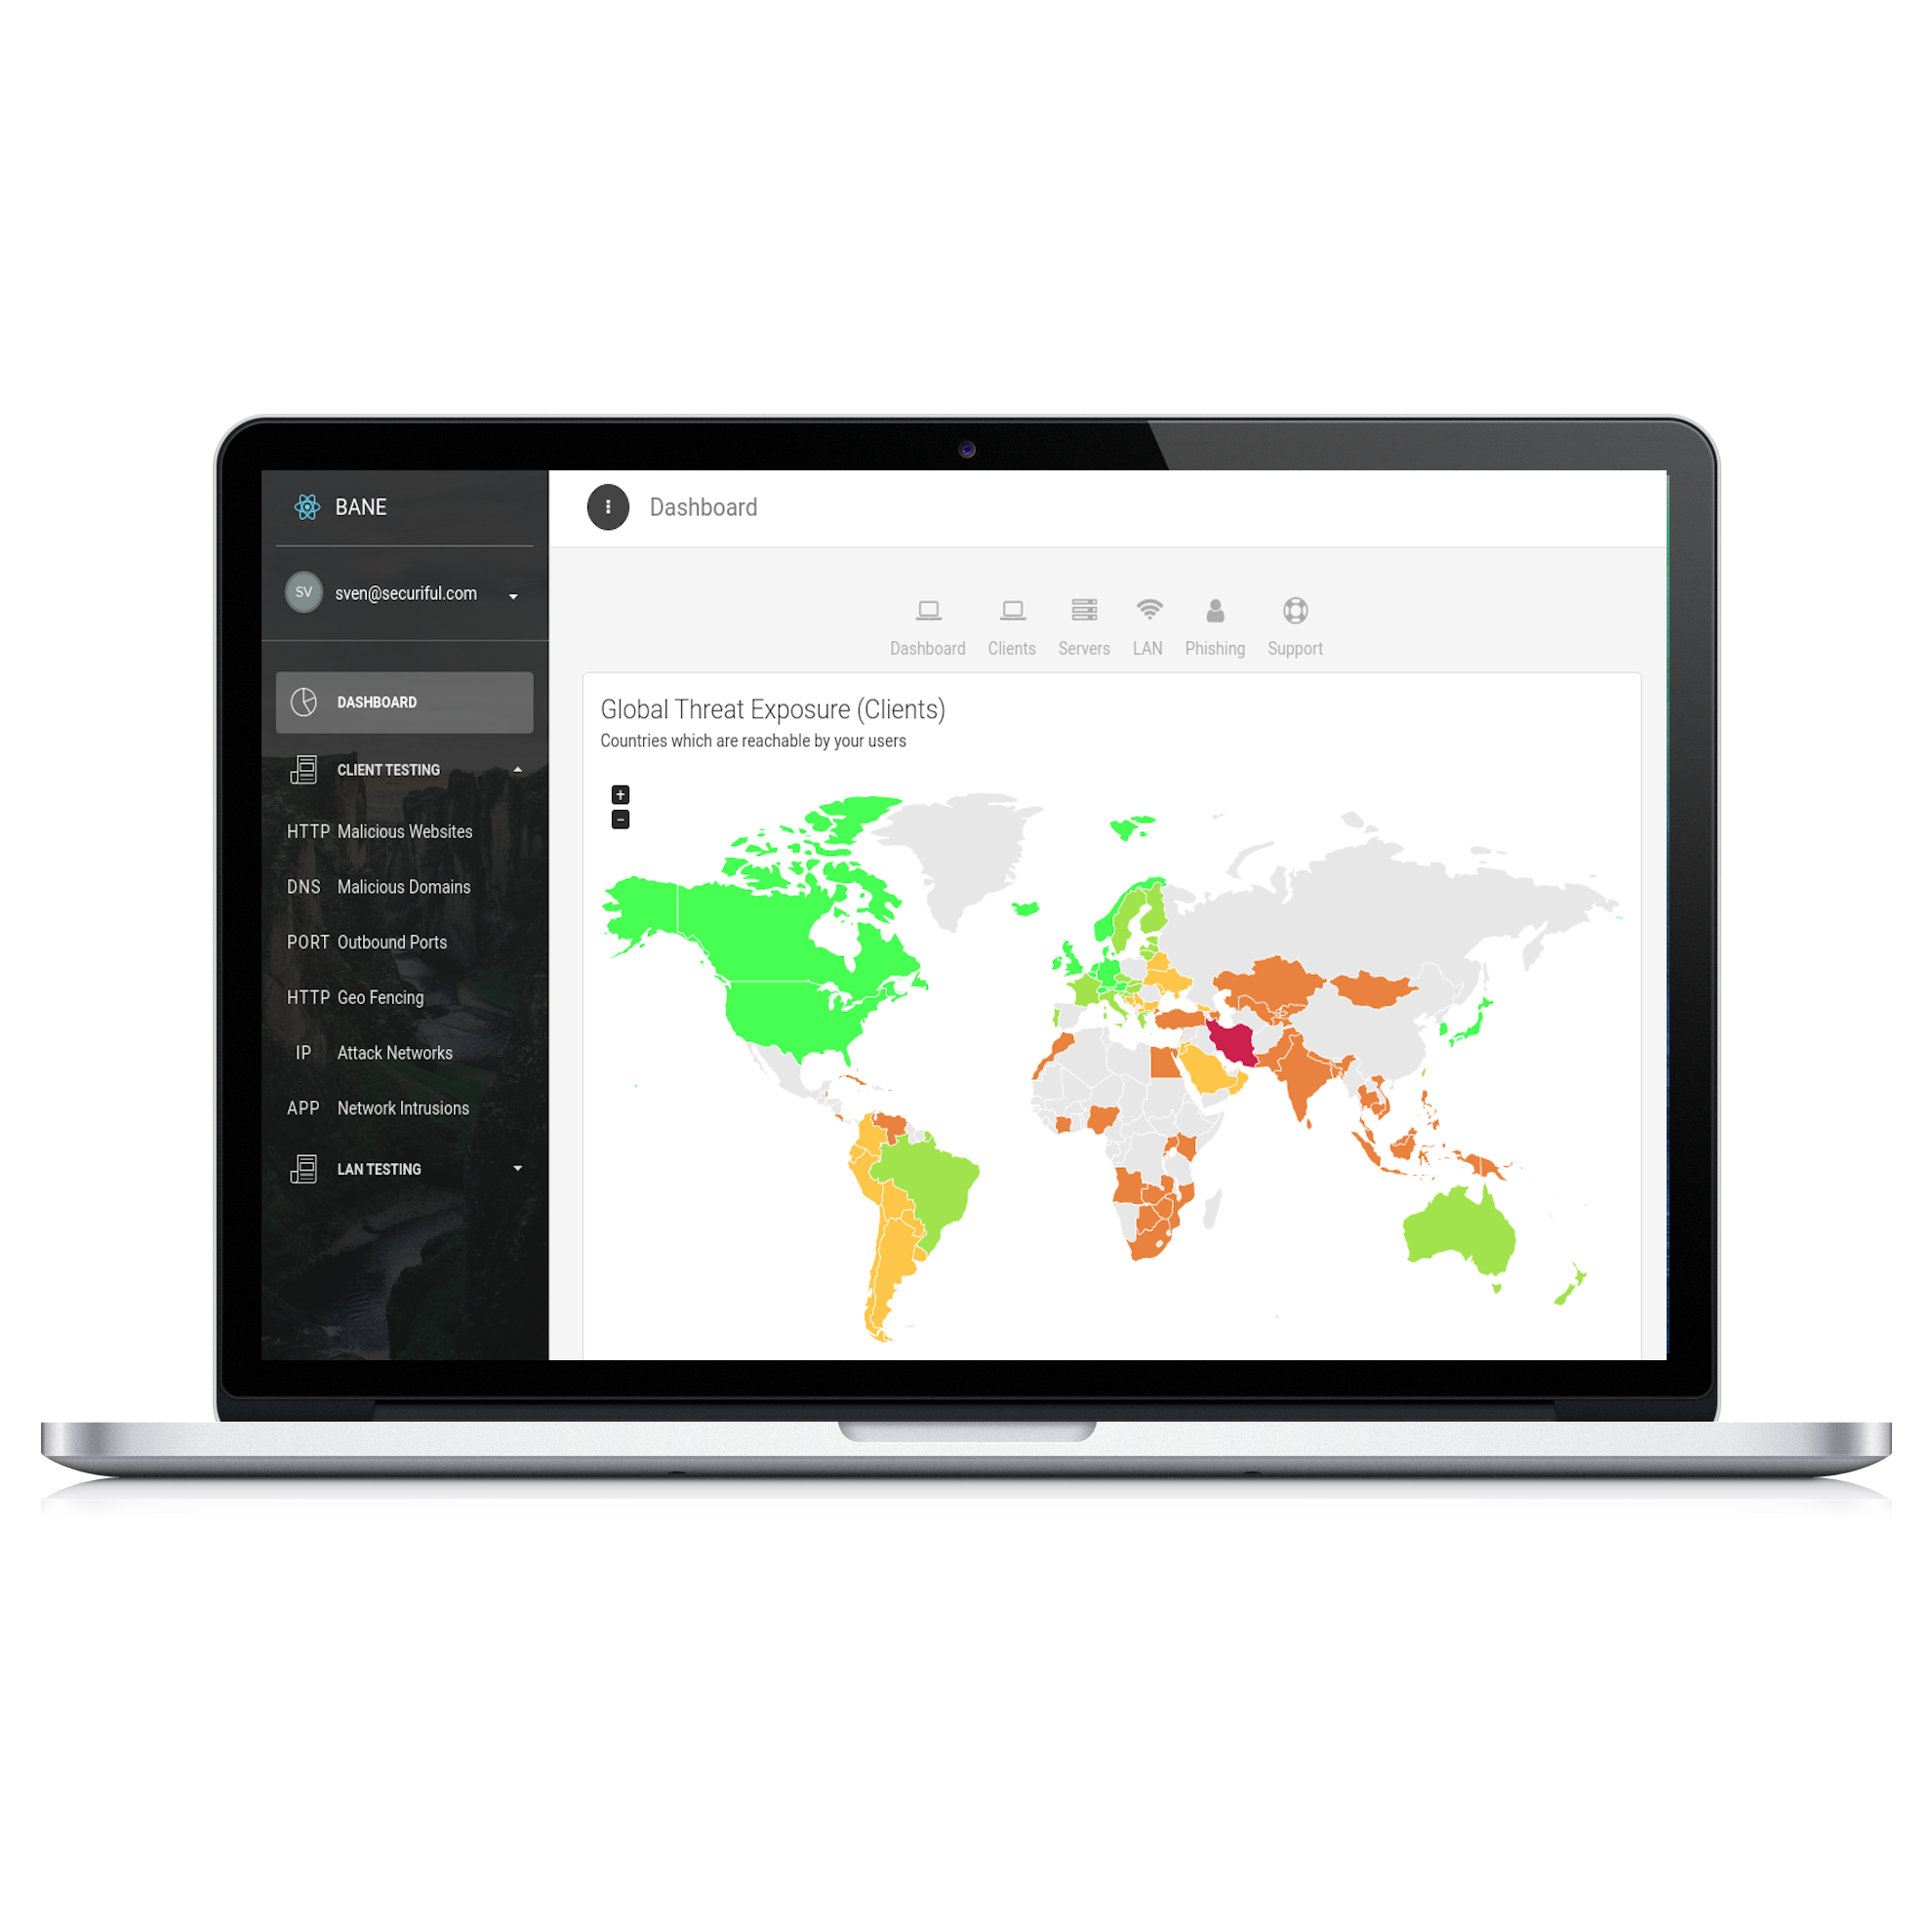 BANE
Dashboard
SV
sven@securiful.com
Dashboard Clients Servers LAN Phishing Support
DASHBOARD
Global Threat Exposure (Clients)
Countries which are reachable by your users
CLIENT TESTING
+
-
HTTP Malicious Websites
DNS Malicious Domains
PORT Outbound Ports
HTTP Geo Fencing
IP Attack Networks
APP Network Intrusions
LAN TESTING